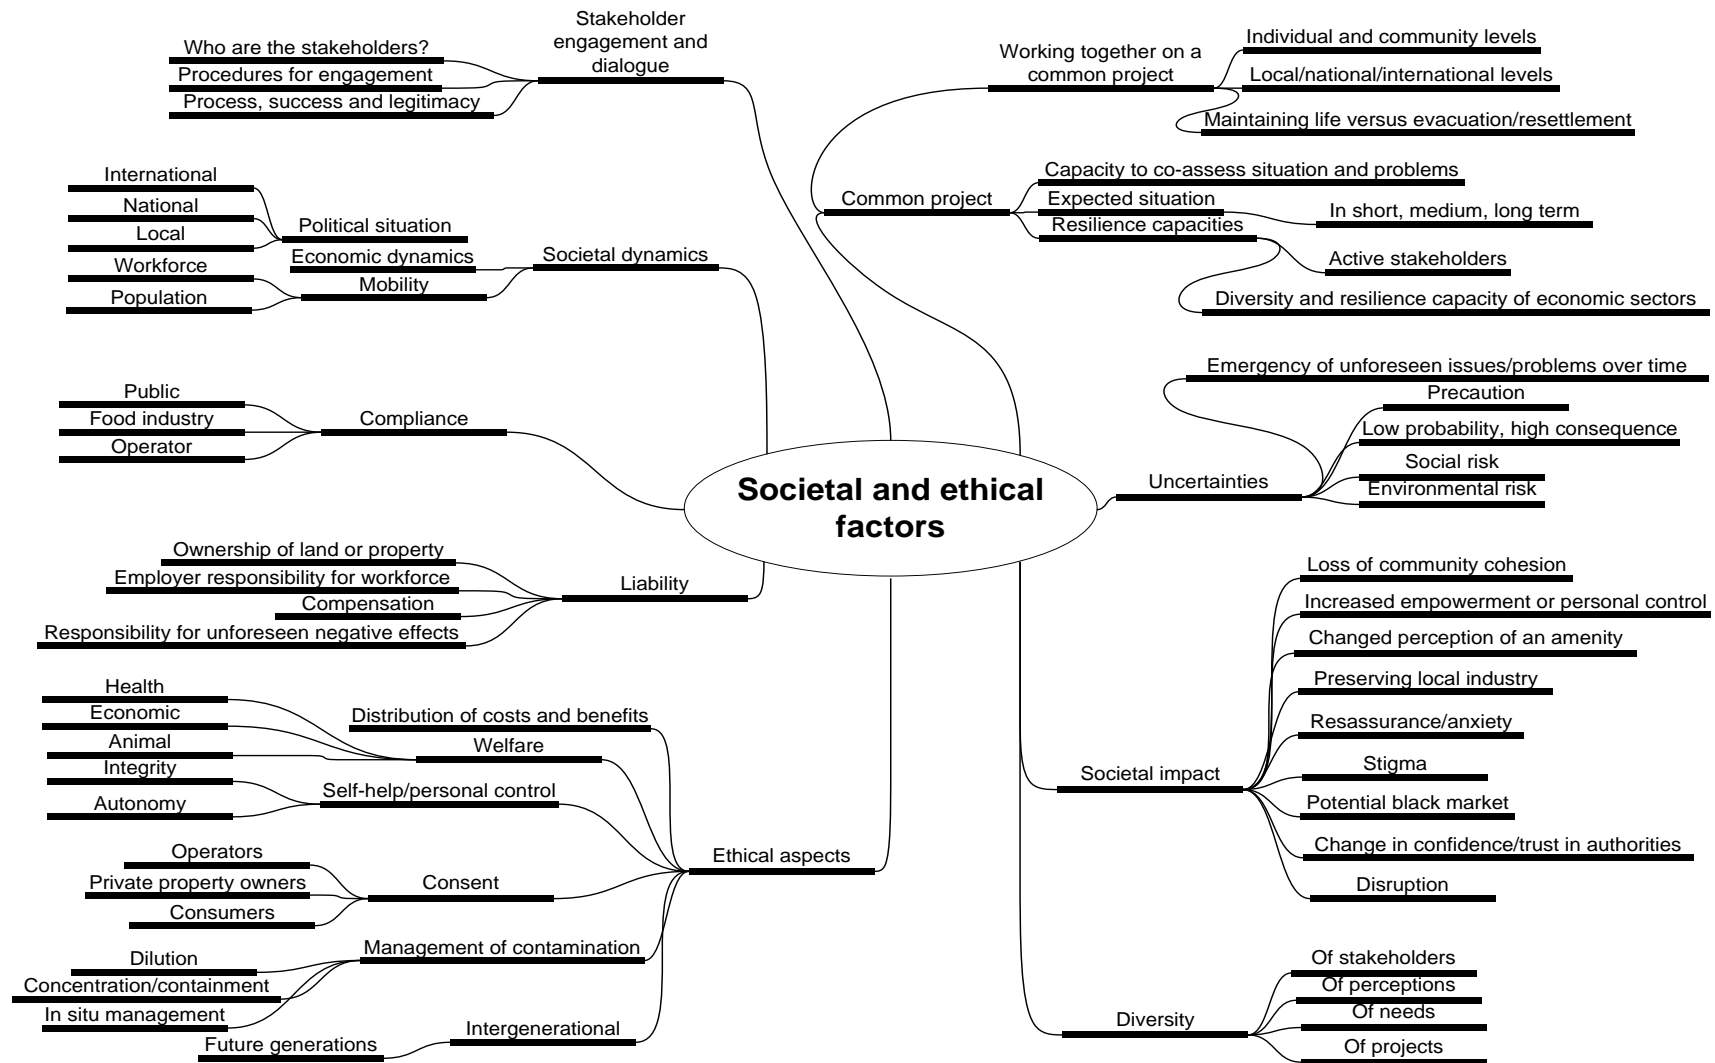 Stakeholder
engagement and
dialogue
Who are the stakeholders?
Procedures for engagement
Process, success and legitimacy
Societal dynamics
Political situation
International
National
Local
Economic dynamics
Mobility
Workforce
Population
Compliance
Public
Food industry
Operator
Liability
Ownership of land or property
Employer responsibility for workforce
Compensation
Responsibility for unforeseen negative effects
Ethical aspects
Distribution of costs and benefits
Welfare
Health
Economic
Animal
Self-help/personal control
Integrity
Autonomy
Consent
Operators
Private property owners
Consumers
Management of contamination
Dilution
Concentration/containment
In situ management
Intergenerational
Future generations
Societal and ethical
factors
Working together on a
common project
Individual and community levels
Local/national/international levels
Maintaining life versus evacuation/resettlement
Common project
Capacity to co-assess situation and problems
Expected situation
In short, medium, long term
Resilience capacities
Active stakeholders
Diversity and resilience capacity of economic sectors
Uncertainties
Emergency of unforeseen issues/problems over time
Precaution
Low probability, high consequence
Social risk
Environmental risk
Societal impact
Loss of community cohesion
Increased empowerment or personal control
Changed perception of an amenity
Preserving local industry
Resassurance/anxiety
Stigma
Potential black market
Change in confidence/trust in authorities
Disruption
Diversity
Of stakeholders
Of perceptions
Of needs
Of projects